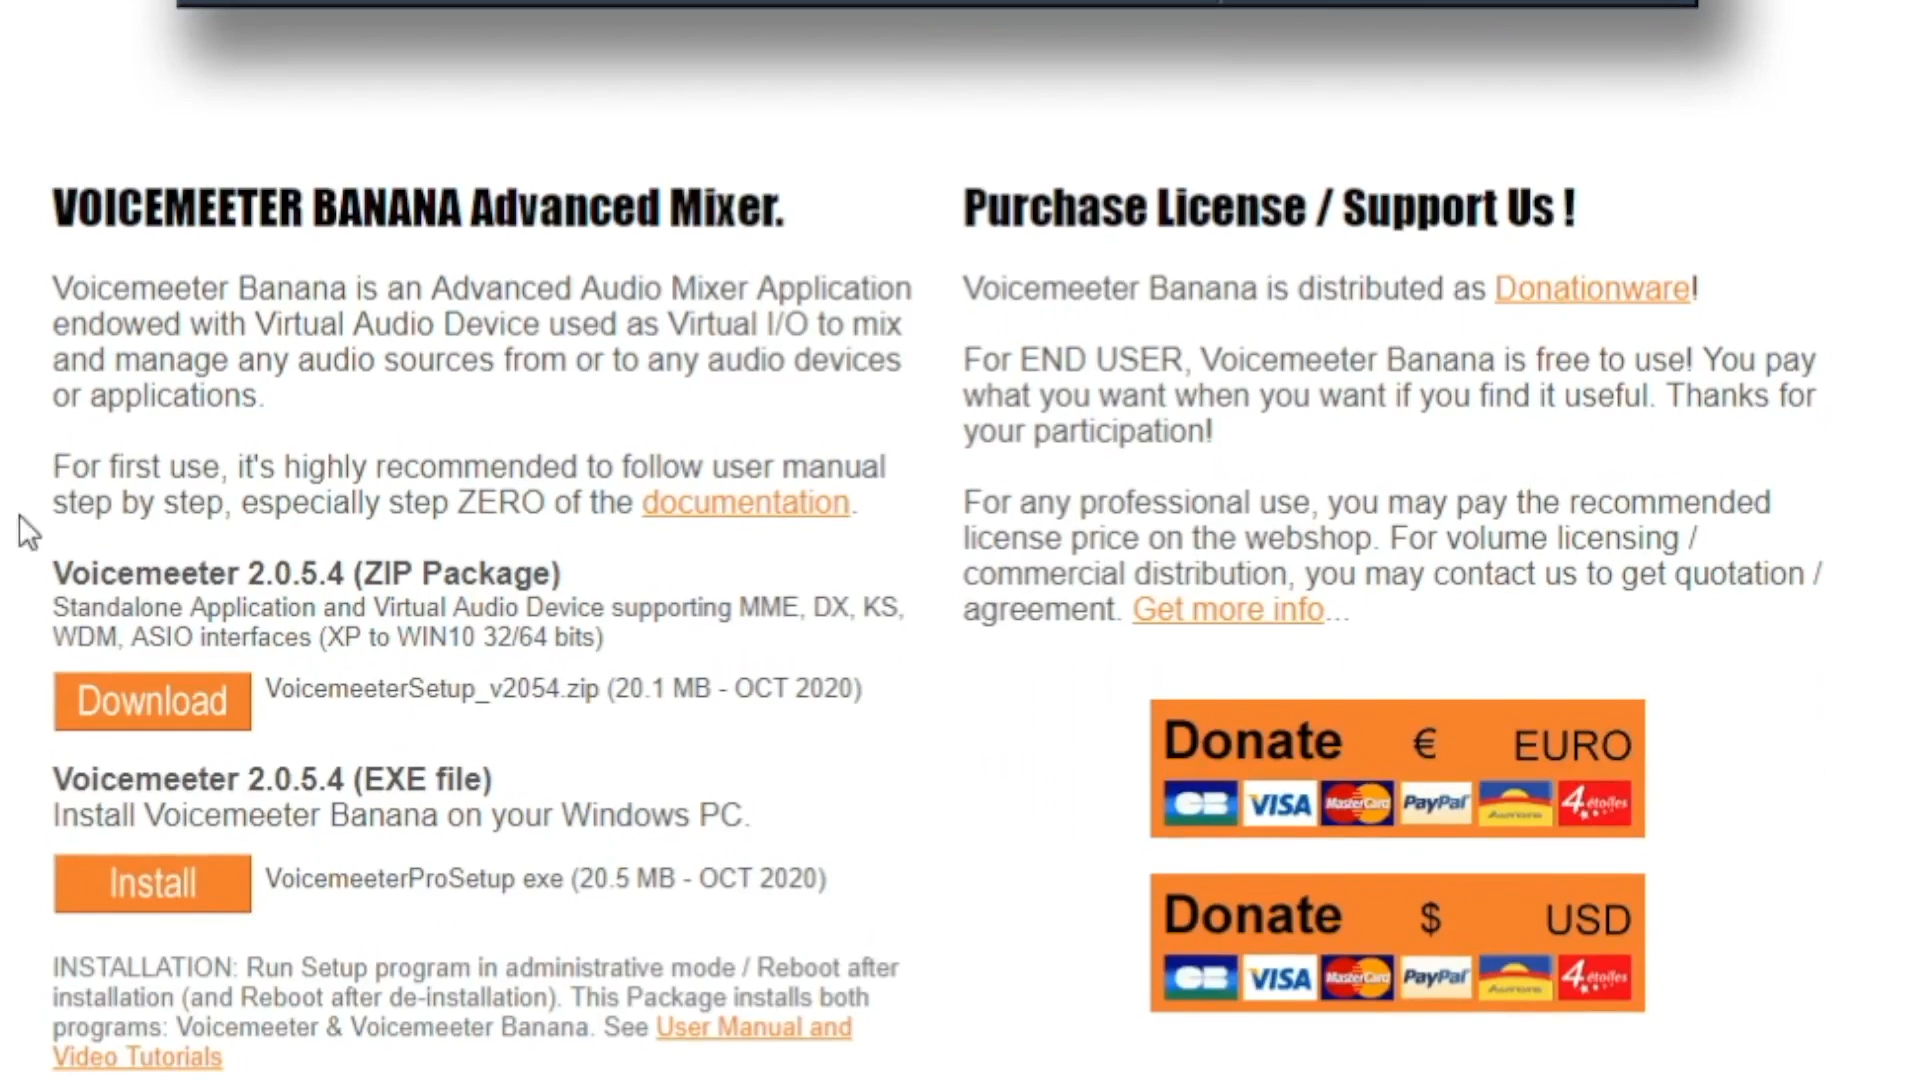 VOICEMEETER BANANA Advanced Mixer.
Voicemeeter Banana is an Advanced Audio Mixer Application
endowed with Virtual Audio Device used as Virtual I/O to mix
and manage any audio sources from or to any audio devices
or applications.
For first use, it's highly recommended to follow user manual
step by step, especially step ZERO of the documentation.
Voicemeeter 2.0.5.4 (ZIP Package)
Standalone Application and Virtual Audio Device supporting MME, DX, KS,
WDM, ASIO interfaces (XP to WIN10 32/64 bits)
Download VoicemeeterSetup_v2054.zip (20.1 MB - OCT 2020)
Voicemeeter 2.0.5.4 (EXE file)
Install Voicemeeter Banana on your Windows PC.
Install VoicemeeterProSetup exe (20.5 MB - OCT 2020)
INSTALLATION: Run Setup program in administrative mode / Reboot after
installation (and Reboot after de-installation). This Package installs both
programs: Voicemeeter & Voicemeeter Banana. See User Manual and
Video Tutorials
Purchase License / Support Us !
Voicemeeter Banana is distributed as Donationware!
For END USER, Voicemeeter Banana is free to use! You pay
what you want when you want if you find it useful. Thanks for
your participation!
For any professional use, you may pay the recommended
license price on the webshop. For volume licensing /
commercial distribution, you may contact us to get quotation /
agreement. Get more info...
Donate € EURO
CB VISA MasterCard PayPal Aurore 4 étoiles
Donate $ USD
CB VISA MasterCard PayPal Aurore 4 étoiles